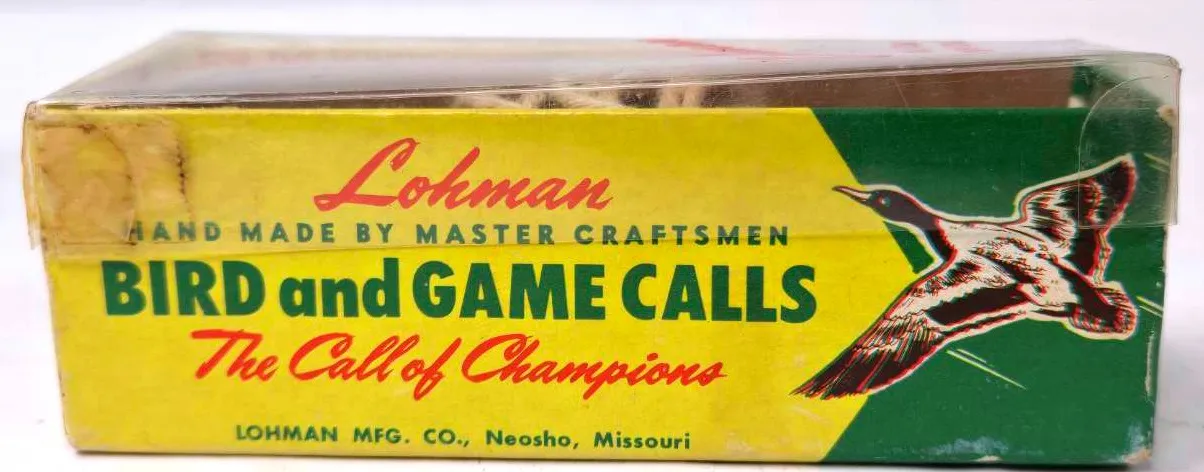 Lohman
HAND MADE BY MASTER CRAFTSMEN
BIRD and GAME CALLS
The Call of Champions
LOHMAN MFG. CO., Neosho, Missouri